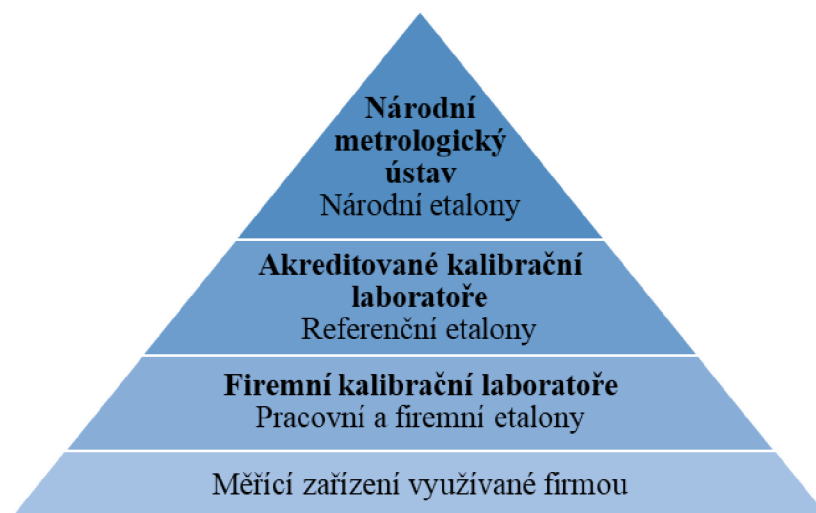 Národní
metrologický
ústav
Národní etalony
Akreditované kalibrační
laboratoře
Referenční etalony
Firemní kalibrační laboratoře
Pracovní a firemní etalony
Měřící zařízení využívané firmou